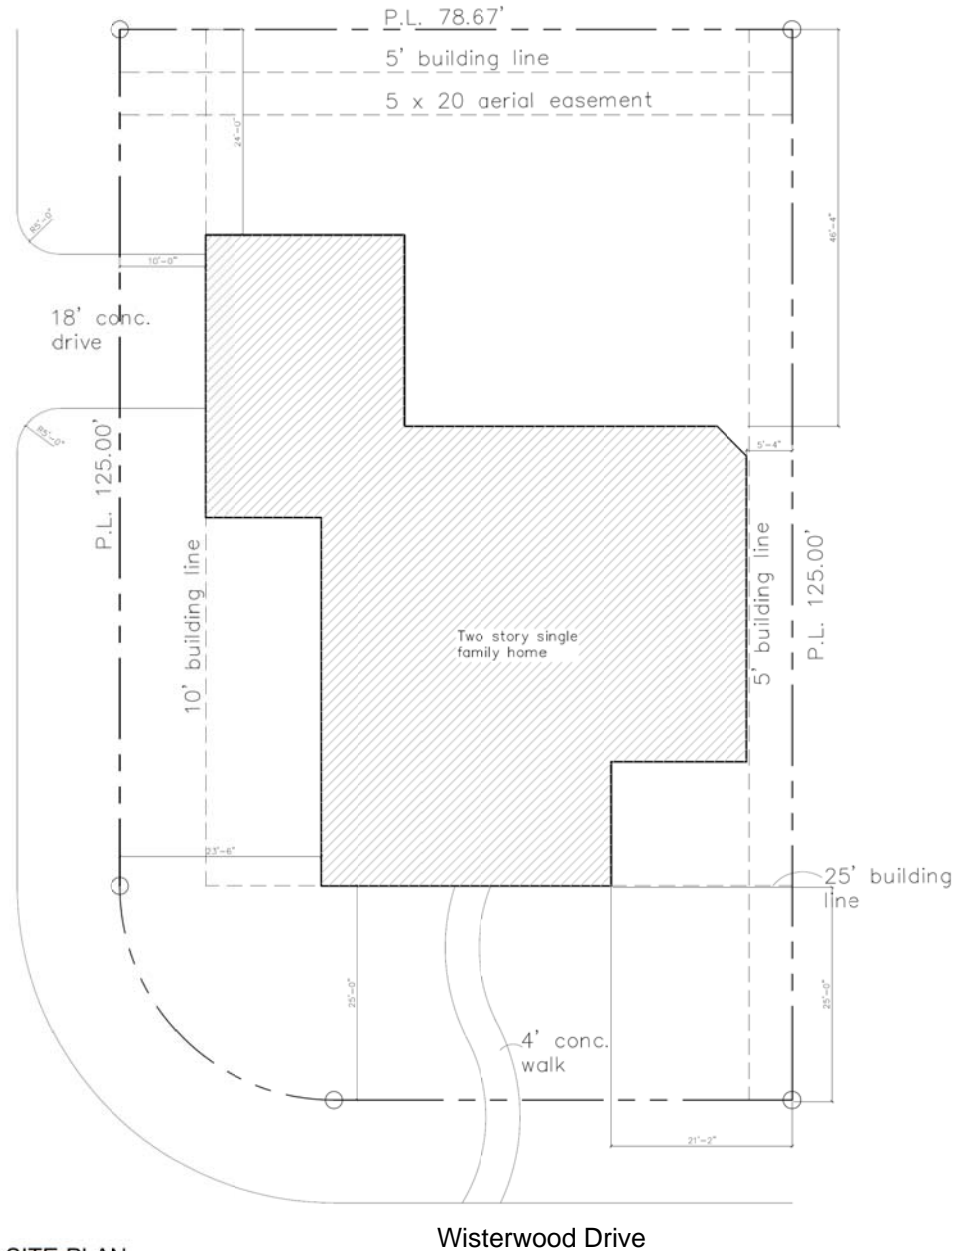 P.L. 78.67'
5' building line
5 x 20 aerial easement
24'-0"
R5'-0"
46'-4"
10'-0"
18' conc.
drive
R5'-0"
5'-4"
P.L. 125.00'
10' building line
5' building line
P.L. 125.00'
Two story single
family home
23'-6"
25' building
line
25'-0"
25'-0"
4' conc.
walk
21'-2"
Wisterwood Drive
SITE PLAN